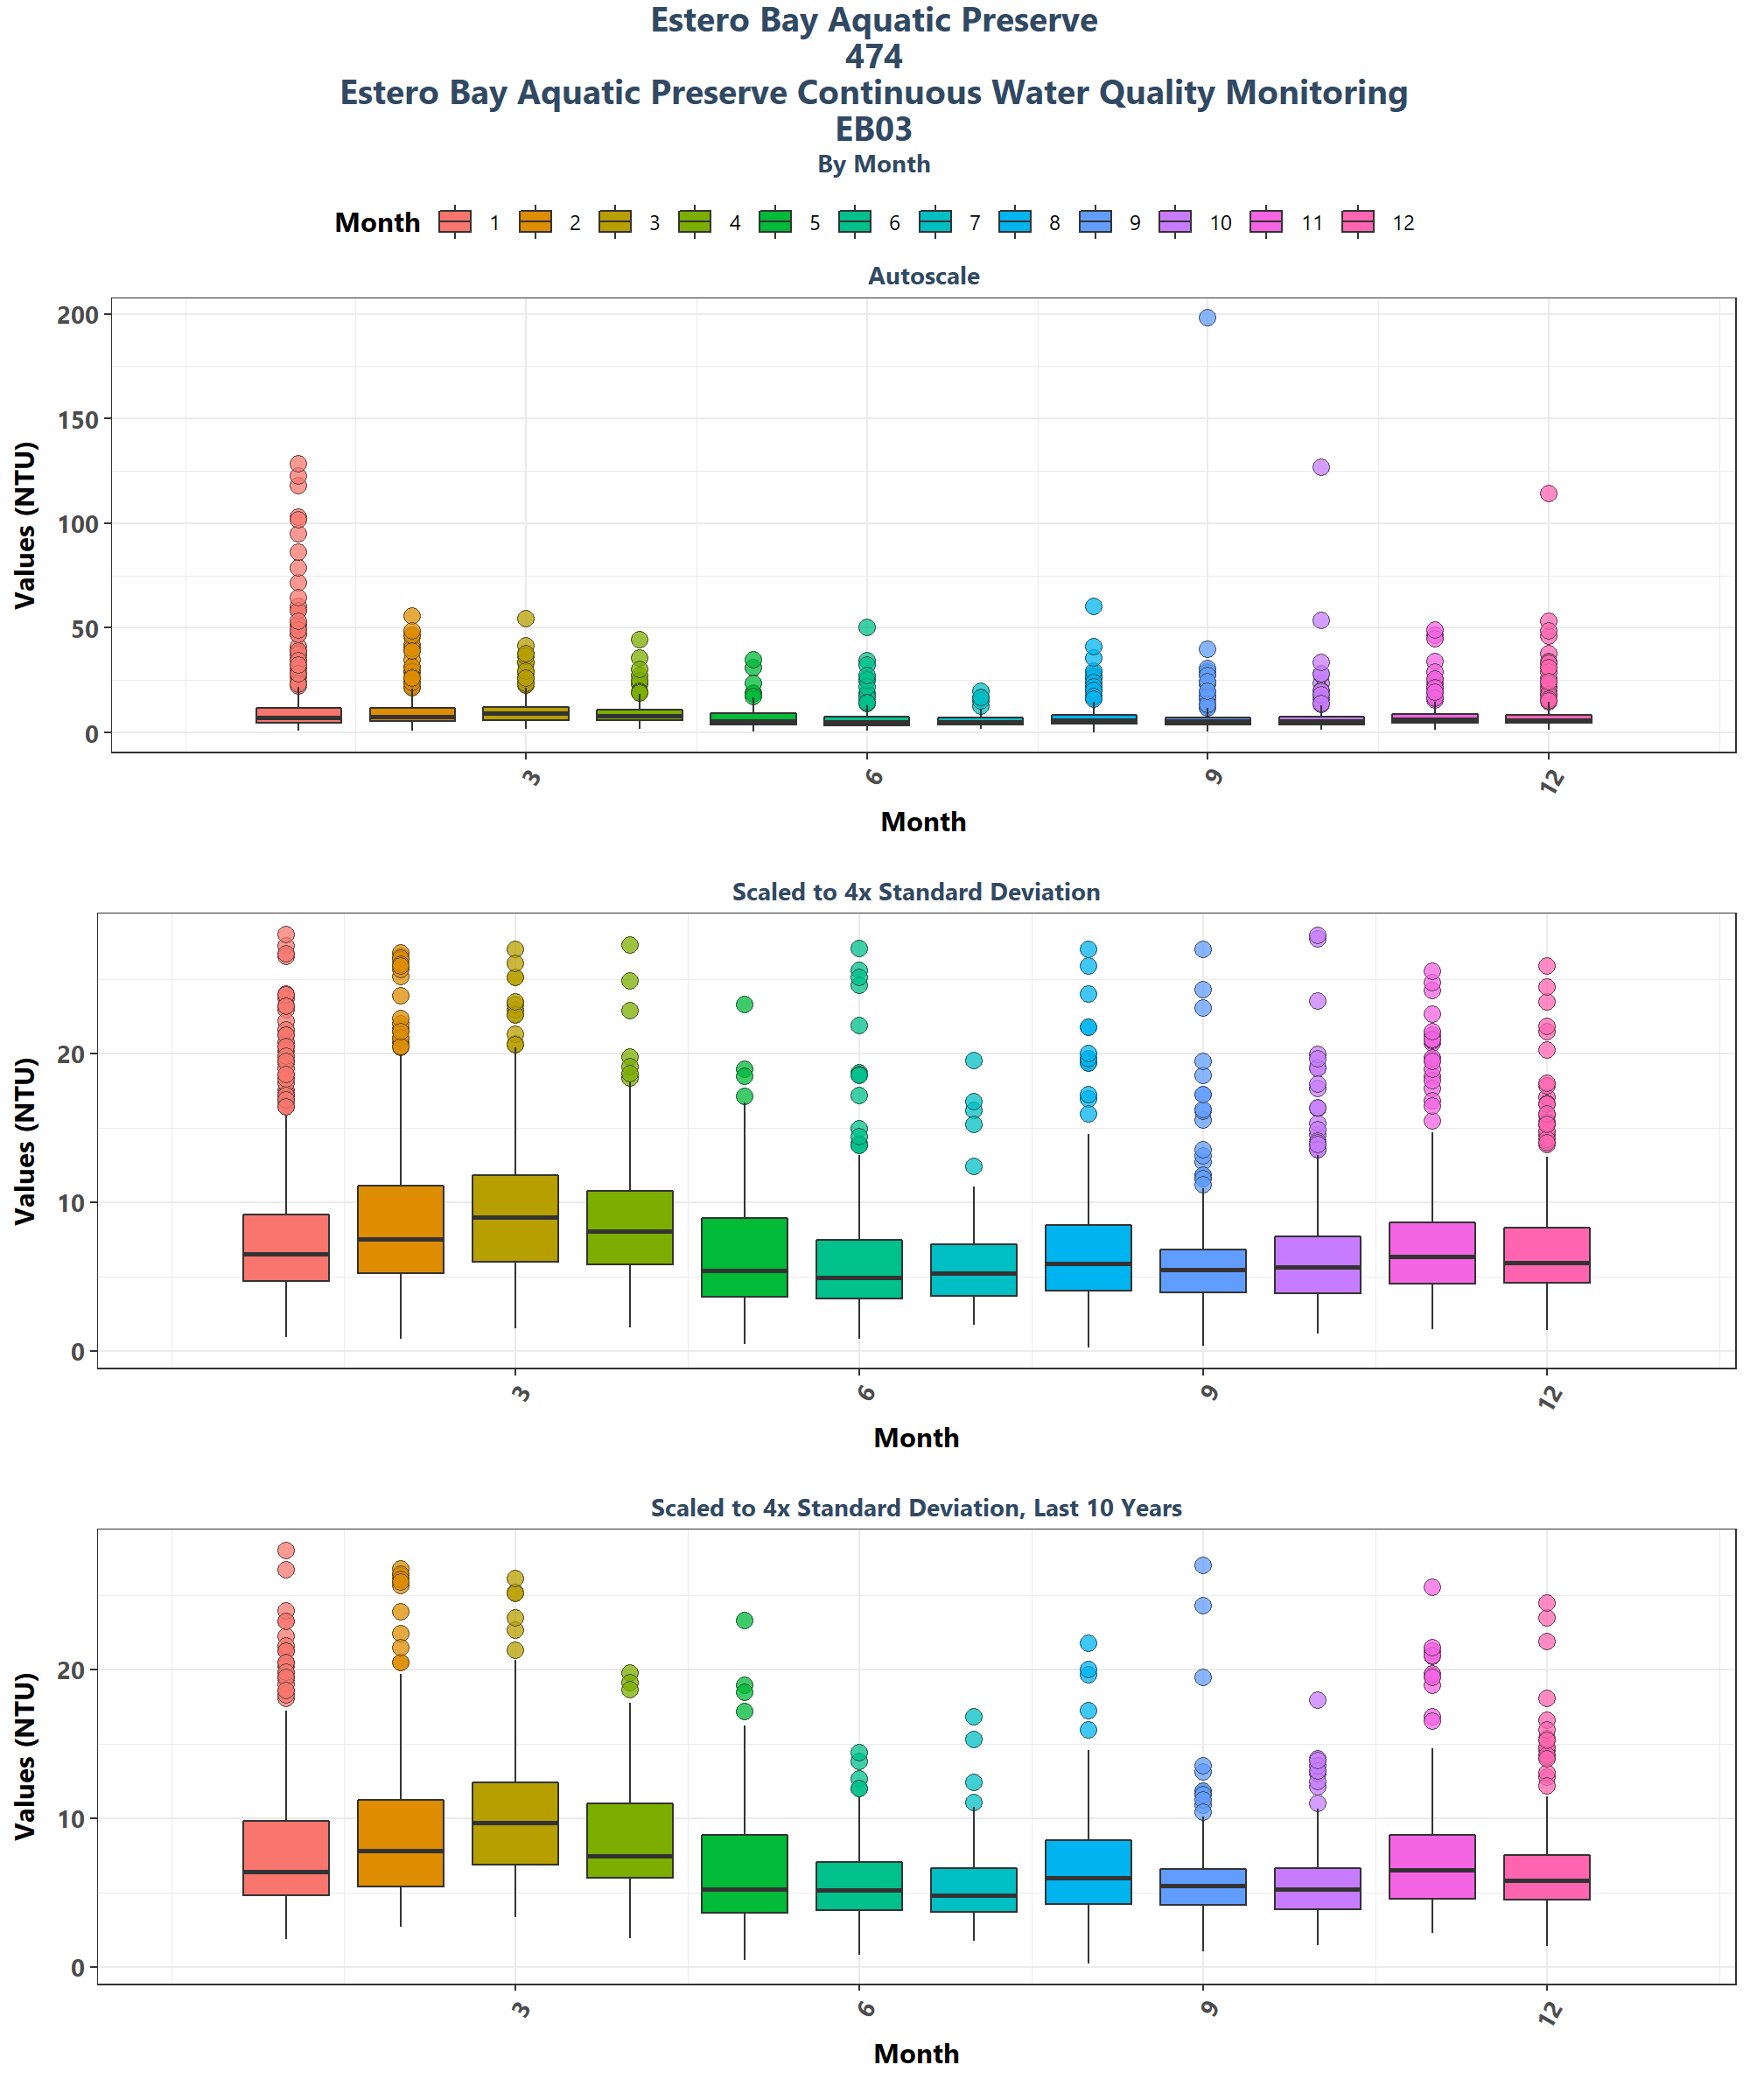 Estero Bay Aquatic Preserve
474
Estero Bay Aquatic Preserve Continuous Water Quality Monitoring
EB03
By Month
Month 1 2 3 4 5 6 7 8 9 10 11 12
Autoscale
Values (NTU)
200
150
100
50
0
3 6 9 12
Month
Scaled to 4x Standard Deviation
Values (NTU)
20
10
0
3 6 9 12
Month
Scaled to 4x Standard Deviation, Last 10 Years
Values (NTU)
20
10
0
3 6 9 12
Month